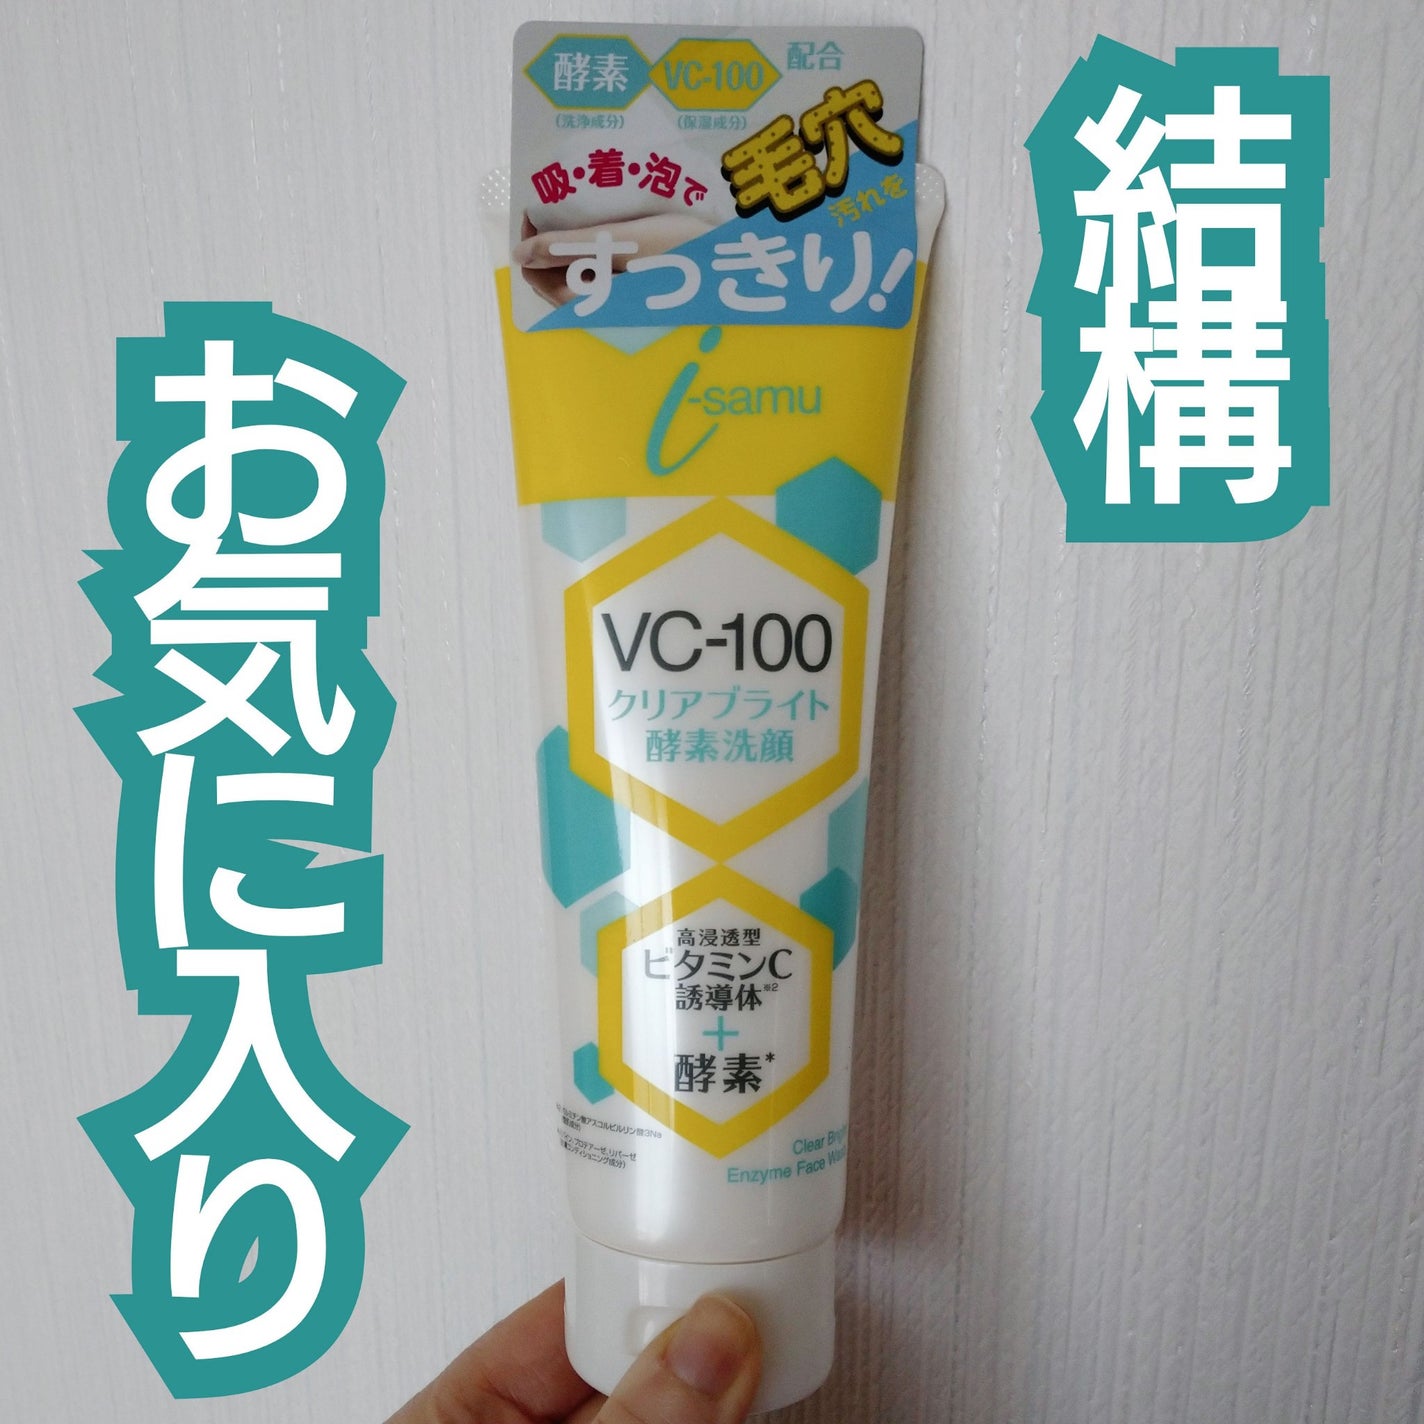 結構
お気に入り
酵素
(洗浄成分)
VC-100
(保湿成分)
配合
吸・着・泡で
毛穴
汚れを
すっきり!
i-samu
VC-100
クリアブライト
酵素洗顔
高浸透型
ビタミンC
誘導体※2
+
酵素*
Enzyme Face